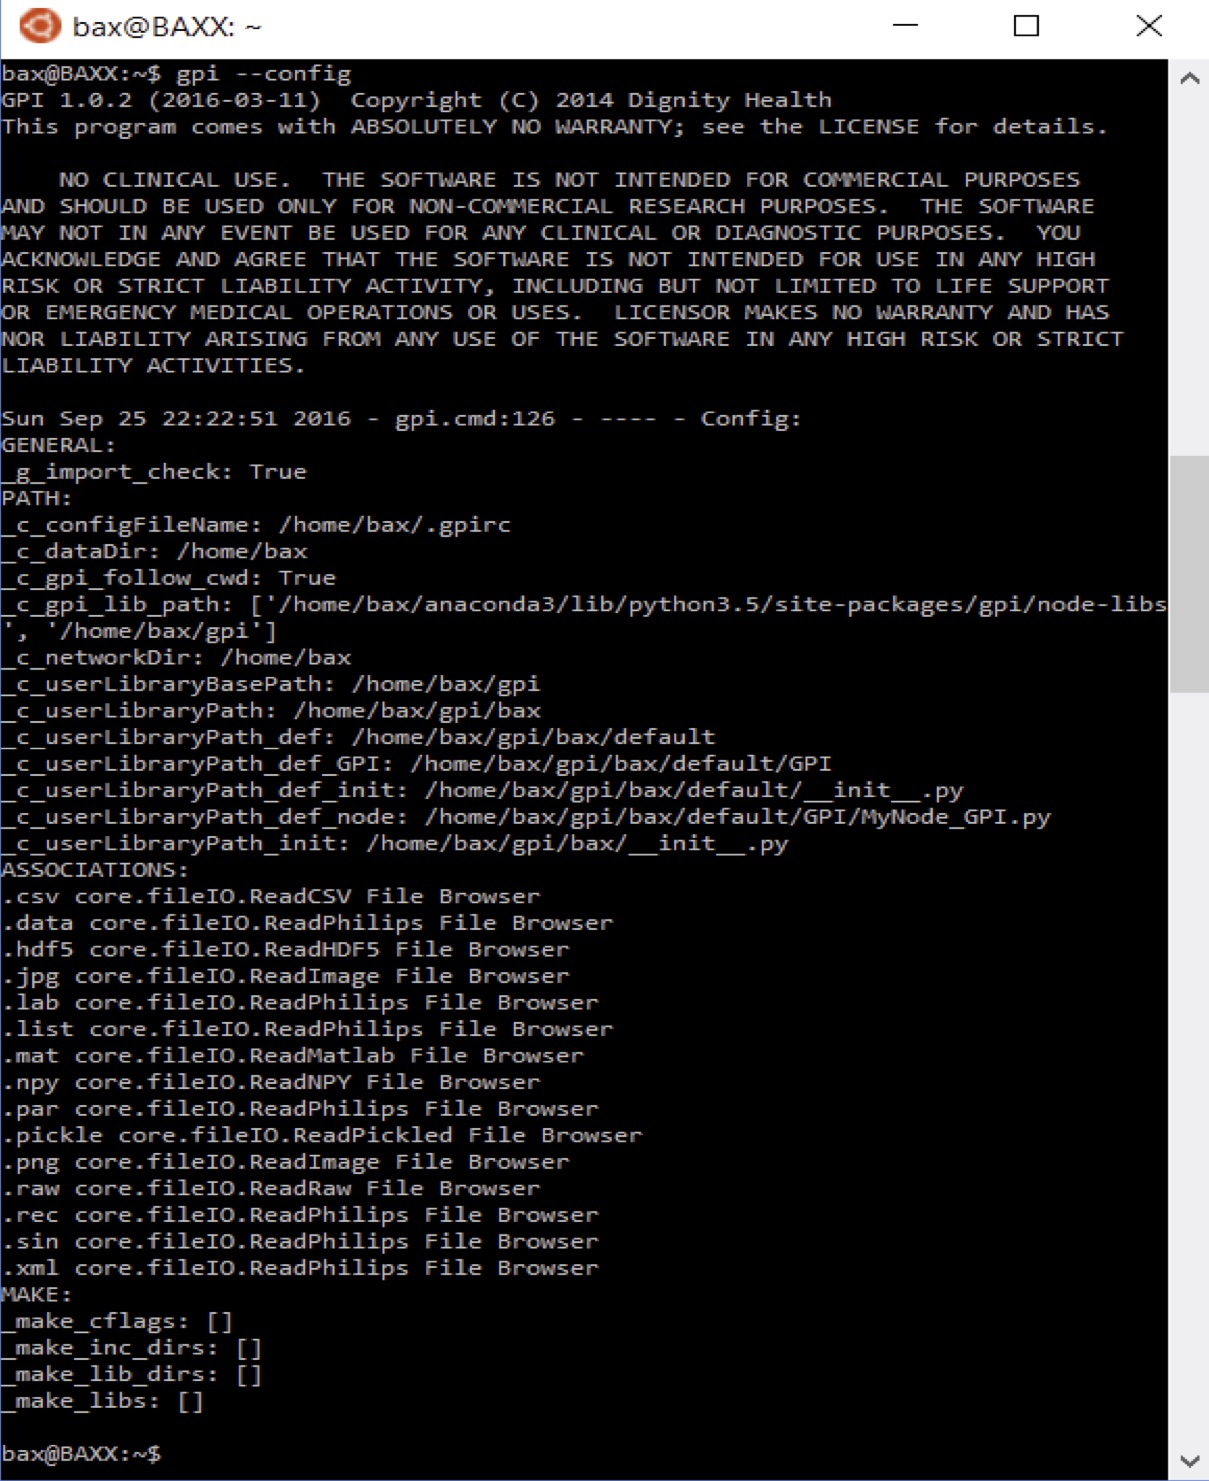 bax@BAXX: ~
bax@BAXX:~$ gpi --config
GPI 1.0.2 (2016-03-11)  Copyright (C) 2014 Dignity Health
This program comes with ABSOLUTELY NO WARRANTY; see the LICENSE for details.
    NO CLINICAL USE.  THE SOFTWARE IS NOT INTENDED FOR COMMERCIAL PURPOSES
AND SHOULD BE USED ONLY FOR NON-COMMERCIAL RESEARCH PURPOSES.  THE SOFTWARE
MAY NOT IN ANY EVENT BE USED FOR ANY CLINICAL OR DIAGNOSTIC PURPOSES.  YOU
ACKNOWLEDGE AND AGREE THAT THE SOFTWARE IS NOT INTENDED FOR USE IN ANY HIGH
RISK OR STRICT LIABILITY ACTIVITY, INCLUDING BUT NOT LIMITED TO LIFE SUPPORT
OR EMERGENCY MEDICAL OPERATIONS OR USES.  LICENSOR MAKES NO WARRANTY AND HAS
NOR LIABILITY ARISING FROM ANY USE OF THE SOFTWARE IN ANY HIGH RISK OR STRICT
LIABILITY ACTIVITIES.
Sun Sep 25 22:22:51 2016 - gpi.cmd:126 - ---- - Config:
GENERAL:
_g_import_check: True
PATH:
_c_configFileName: /home/bax/.gpirc
_c_dataDir: /home/bax
_c_gpi_follow_cwd: True
_c_gpi_lib_path: ['/home/bax/anaconda3/lib/python3.5/site-packages/gpi/node-libs
', '/home/bax/gpi']
_c_networkDir: /home/bax
_c_userLibraryBasePath: /home/bax/gpi
_c_userLibraryPath: /home/bax/gpi/bax
_c_userLibraryPath_def: /home/bax/gpi/bax/default
_c_userLibraryPath_def_GPI: /home/bax/gpi/bax/default/GPI
_c_userLibraryPath_def_init: /home/bax/gpi/bax/default/__init__.py
_c_userLibraryPath_def_node: /home/bax/gpi/bax/default/GPI/MyNode_GPI.py
_c_userLibraryPath_init: /home/bax/gpi/bax/__init__.py
ASSOCIATIONS:
.csv core.fileIO.ReadCSV File Browser
.data core.fileIO.ReadPhilips File Browser
.hdf5 core.fileIO.ReadHDF5 File Browser
.jpg core.fileIO.ReadImage File Browser
.lab core.fileIO.ReadPhilips File Browser
.list core.fileIO.ReadPhilips File Browser
.mat core.fileIO.ReadMatlab File Browser
.npy core.fileIO.ReadNPY File Browser
.par core.fileIO.ReadPhilips File Browser
.pickle core.fileIO.ReadPickled File Browser
.png core.fileIO.ReadImage File Browser
.raw core.fileIO.ReadRaw File Browser
.rec core.fileIO.ReadPhilips File Browser
.sin core.fileIO.ReadPhilips File Browser
.xml core.fileIO.ReadPhilips File Browser
MAKE:
_make_cflags: []
_make_inc_dirs: []
_make_lib_dirs: []
_make_libs: []
bax@BAXX:~$